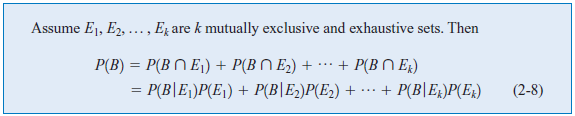 Assume E₁, E₂, … , Eₖ are k mutually exclusive and exhaustive sets. Then
P(B) = P(B ∩ E₁) + P(B ∩ E₂) + ⋯ + P(B ∩ Eₖ)
= P(B|E₁)P(E₁) + P(B|E₂)P(E₂) + ⋯ + P(B|Eₖ)P(Eₖ) (2-8)